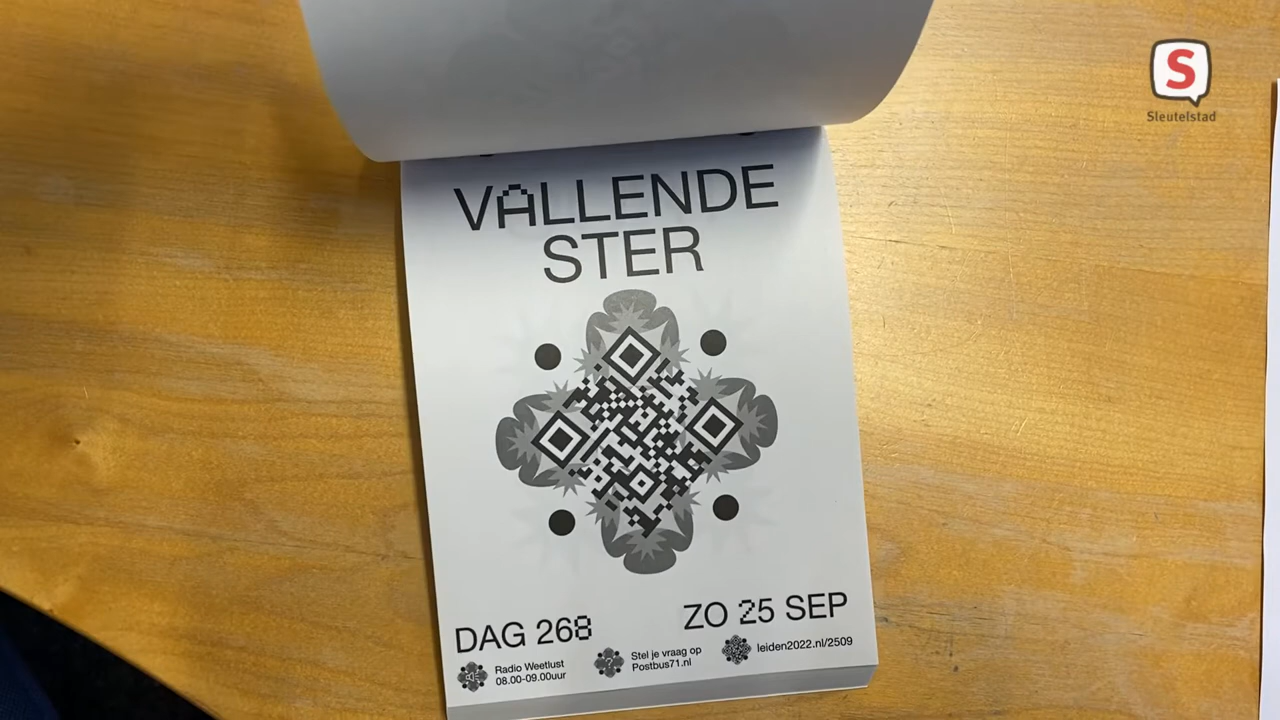 S
Sleutelstad
VALLENDE
STER
DAG 268
ZO 25 SEP
Radio Weetlust
08.00-09.00uur
Stel je vraag op
Postbus71.nl
leiden2022.nl/2509